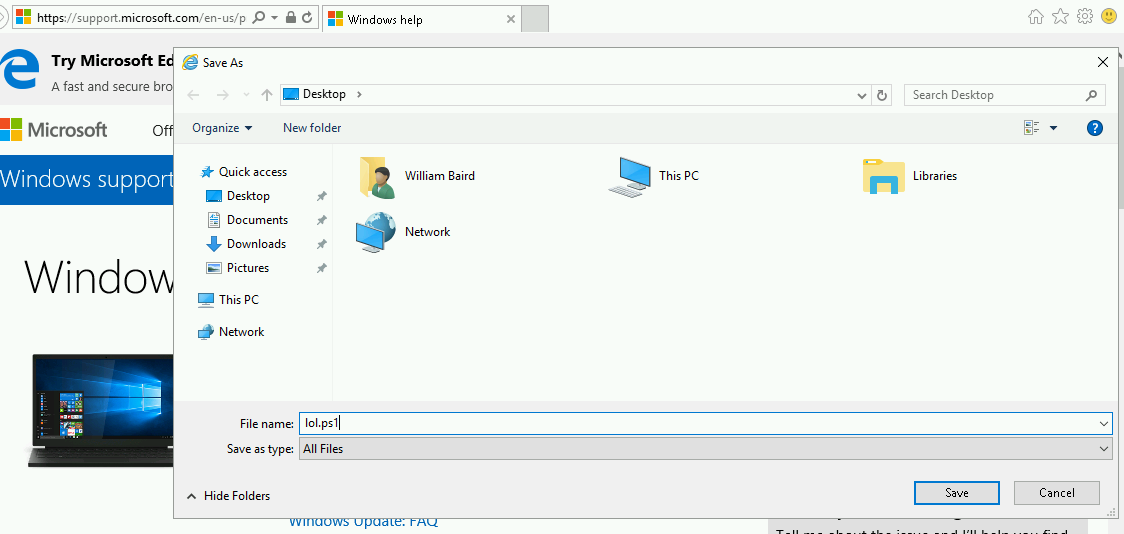 https://support.microsoft.com/en-us/p
Windows help
Try Microsoft Ed
A fast and secure bro
Microsoft
Off
Windows support
Window
Save As
Desktop
Search Desktop
Organize
New folder
Quick access
Desktop
Documents
Downloads
Pictures
This PC
Network
William Baird
This PC
Libraries
Network
File name: lol.ps1
Save as type: All Files
Hide Folders
Save
Cancel
Windows Update: FAQ
Tell me about the issue and I'll help you find